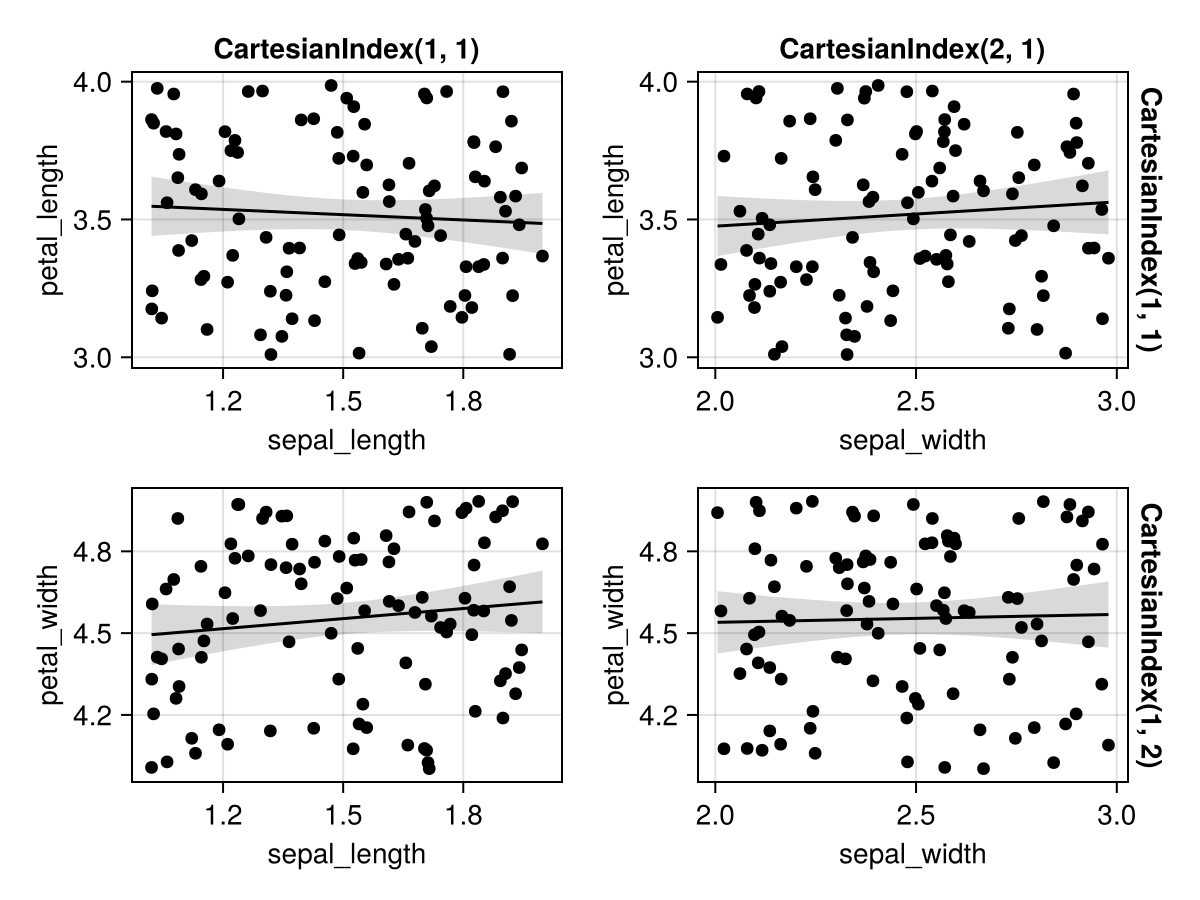 CartesianIndex(1, 1)
CartesianIndex(2, 1)
petal_length
4.0
3.5
3.0
1.2 1.5 1.8
sepal_length
petal_length
4.0
3.5
3.0
2.0 2.5 3.0
sepal_width
CartesianIndex(1, 1)
petal_width
4.8
4.5
4.2
1.2 1.5 1.8
sepal_length
petal_width
4.8
4.5
4.2
2.0 2.5 3.0
sepal_width
CartesianIndex(1, 2)